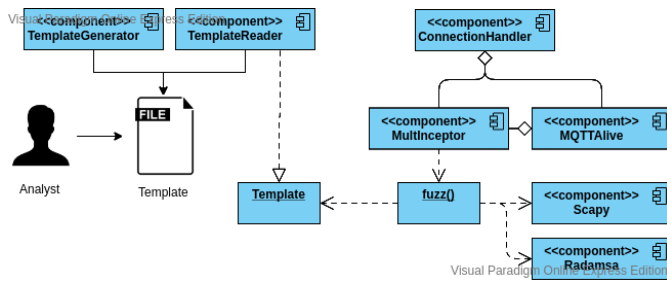 Visual Paradigm Online Express Edition
<<component>>
TemplateGenerator
<<component>>
TemplateReader
<<component>>
ConnectionHandler
FILE
<<component>>
MultInceptor
<<component>>
MQTTAlive
Analyst
Template
Template
fuzz()
<<component>>
Scapy
<<component>>
Radamsa
Visual Paradigm Online Express Edition